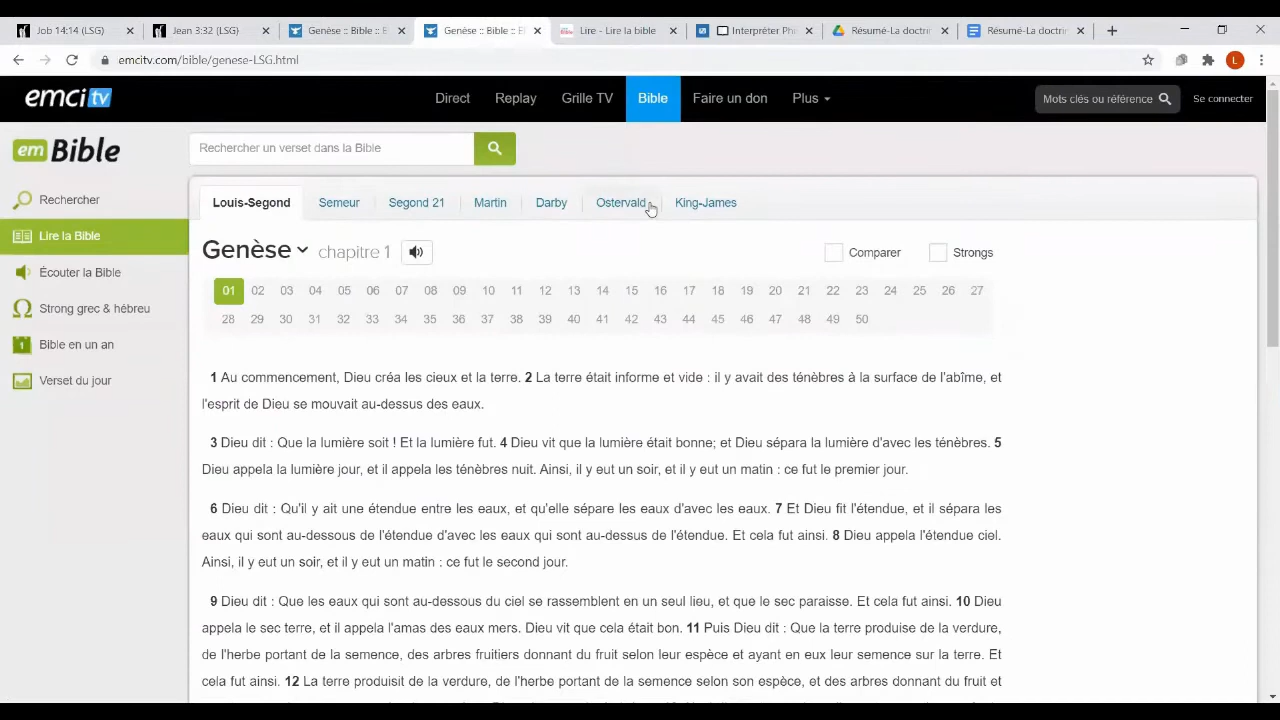 Job 14:14 (LSG)
Jean 3:32 (LSG)
Genèse :: Bible :: E
Genèse :: Bible :: E
Lire - Lire la bible
Interpréter Ph
Résumé-La doctri
Résumé-La doctri
emcitv.com/bible/genese-LSG.html
L
emci tv
Direct
Replay
Grille TV
Bible
Faire un don
Plus
Mots clés ou référence
Se connecter
em Bible
Rechercher un verset dans la Bible
Rechercher
Lire la Bible
Écouter la Bible
Strong grec & hébreu
1 Bible en un an
Verset du jour
Louis-Segond
Semeur
Segond 21
Martin
Darby
Ostervald
King-James
Genèse chapitre 1
Comparer
Strongs
01 02 03 04 05 06 07 08 09 10 11 12 13 14 15 16 17 18 19 20 21 22 23 24 25 26 27
28 29 30 31 32 33 34 35 36 37 38 39 40 41 42 43 44 45 46 47 48 49 50
1 Au commencement, Dieu créa les cieux et la terre. 2 La terre était informe et vide : il y avait des ténèbres à la surface de l'abîme, et
l'esprit de Dieu se mouvait au-dessus des eaux.
3 Dieu dit : Que la lumière soit ! Et la lumière fut. 4 Dieu vit que la lumière était bonne; et Dieu sépara la lumière d'avec les ténèbres. 5
Dieu appela la lumière jour, et il appela les ténèbres nuit. Ainsi, il y eut un soir, et il y eut un matin : ce fut le premier jour.
6 Dieu dit : Qu'il y ait une étendue entre les eaux, et qu'elle sépare les eaux d'avec les eaux. 7 Et Dieu fit l'étendue, et il sépara les
eaux qui sont au-dessous de l'étendue d'avec les eaux qui sont au-dessus de l'étendue. Et cela fut ainsi. 8 Dieu appela l'étendue ciel.
Ainsi, il y eut un soir, et il y eut un matin : ce fut le second jour.
9 Dieu dit : Que les eaux qui sont au-dessous du ciel se rassemblent en un seul lieu, et que le sec paraisse. Et cela fut ainsi. 10 Dieu
appela le sec terre, et il appela l'amas des eaux mers. Dieu vit que cela était bon. 11 Puis Dieu dit : Que la terre produise de la verdure,
de l'herbe portant de la semence, des arbres fruitiers donnant du fruit selon leur espèce et ayant en eux leur semence sur la terre. Et
cela fut ainsi. 12 La terre produisit de la verdure, de l'herbe portant de la semence selon son espèce, et des arbres donnant du fruit et